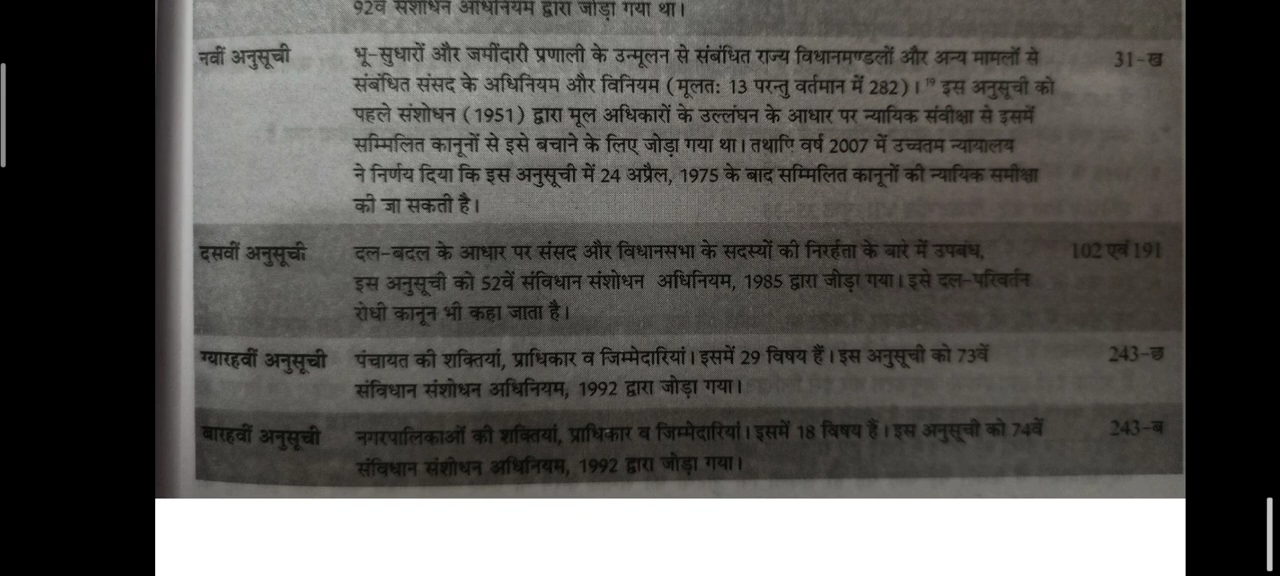 92वें संशोधन अधिनियम द्वारा जोड़ा गया था।
नवीं अनुसूची भू-सुधारों और जमींदारी प्रणाली के उन्मूलन से संबंधित राज्य विधानमण्डलों और अन्य मामलों से 31-ख
संबंधित संसद के अधिनियम और विनियम (मूलत: 13 परन्तु वर्तमान में 282)।¹⁹ इस अनुसूची को
पहले संशोधन (1951) द्वारा मूल अधिकारों के उल्लंघन के आधार पर न्यायिक संवीक्षा से इसमें
सम्मिलित कानूनों से इसे बचाने के लिए जोड़ा गया था। तथापि वर्ष 2007 में उच्चतम न्यायालय
ने निर्णय दिया कि इस अनुसूची में 24 अप्रैल, 1975 के बाद सम्मिलित कानूनों की न्यायिक समीक्षा
की जा सकती है।
दसवीं अनुसूची दल-बदल के आधार पर संसद और विधानसभा के सदस्यों की निरर्हता के बारे में उपबंध, 102 एवं 191
इस अनुसूची को 52वें संविधान संशोधन अधिनियम, 1985 द्वारा जोड़ा गया। इसे दल-परिवर्तन
रोधी कानून भी कहा जाता है।
ग्यारहवीं अनुसूची पंचायत की शक्तियां, प्राधिकार व जिम्मेदारियां। इसमें 29 विषय हैं। इस अनुसूची को 73वें 243-छ
संविधान संशोधन अधिनियम, 1992 द्वारा जोड़ा गया।
बारहवीं अनुसूची नगरपालिकाओं की शक्तियां, प्राधिकार व जिम्मेदारियां। इसमें 18 विषय हैं। इस अनुसूची को 74वें 243-ब
संविधान संशोधन अधिनियम, 1992 द्वारा जोड़ा गया।